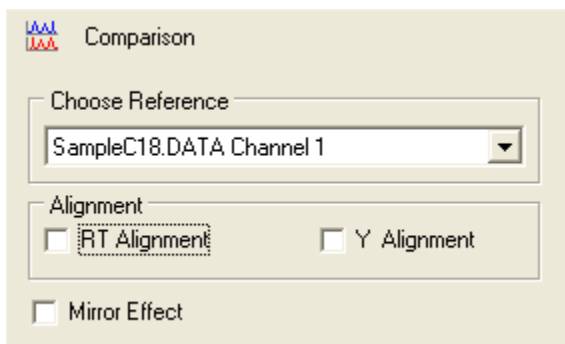 Comparison
Choose Reference
SampleC18.DATA Channel 1
Alignment
RT Alignment Y Alignment
Mirror Effect